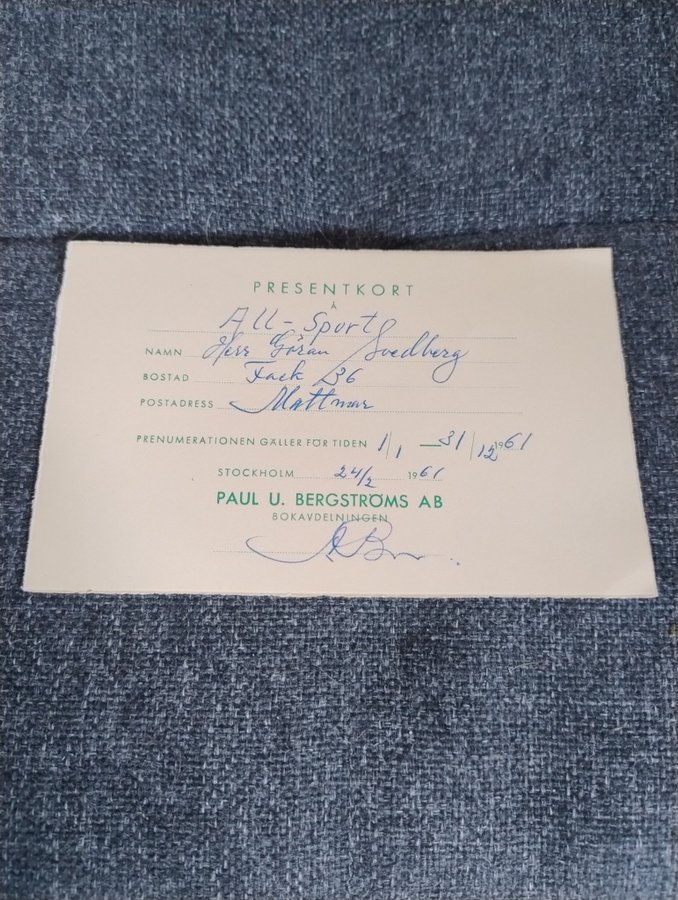 PRESENTKORT
Å
All-Sport
NAMN Herr Göran Svedberg
BOSTAD Fack 36
POSTADRESS Mattmar
PRENUMERATIONEN GÄLLER FÖR TIDEN 1/1 — 31/12 1961
STOCKHOLM 24/2 1961
PAUL U. BERGSTRÖMS AB
BOKAVDELNINGEN